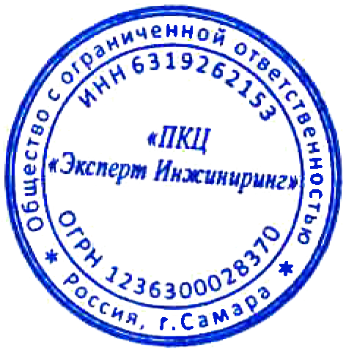 Общество с ограниченной ответственностью
ИНН 6319262153
«ПКЦ
«Эксперт Инжиниринг»
ОГРН 1236300028370
* Россия, г.Самара *